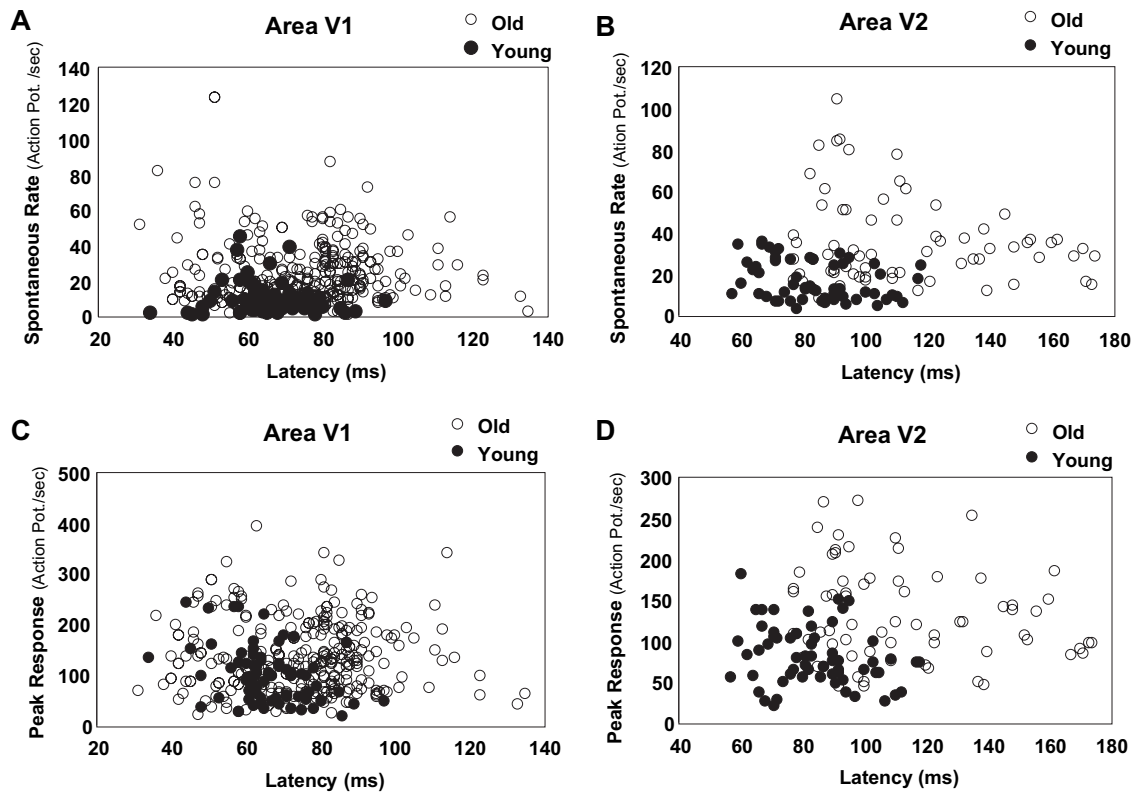 A
Area V1
Old
Young
Spontaneous Rate (Action Pot. /sec)
140
120
100
80
60
40
20
0
20 40 60 80 100 120 140
Latency (ms)
B
Area V2
Old
Young
Spontaneous Rate (Ation Pot. /sec)
120
100
80
60
40
20
0
40 60 80 100 120 140 160 180
Latency (ms)
C
Area V1
Old
Young
Peak Response (Action Pot./sec)
500
400
300
200
100
0
20 40 60 80 100 120 140
Latency (ms)
D
Area V2
Old
Young
Peak Response (Action Pot./sec)
300
250
200
150
100
50
0
40 60 80 100 120 140 160 180
Latency (ms)